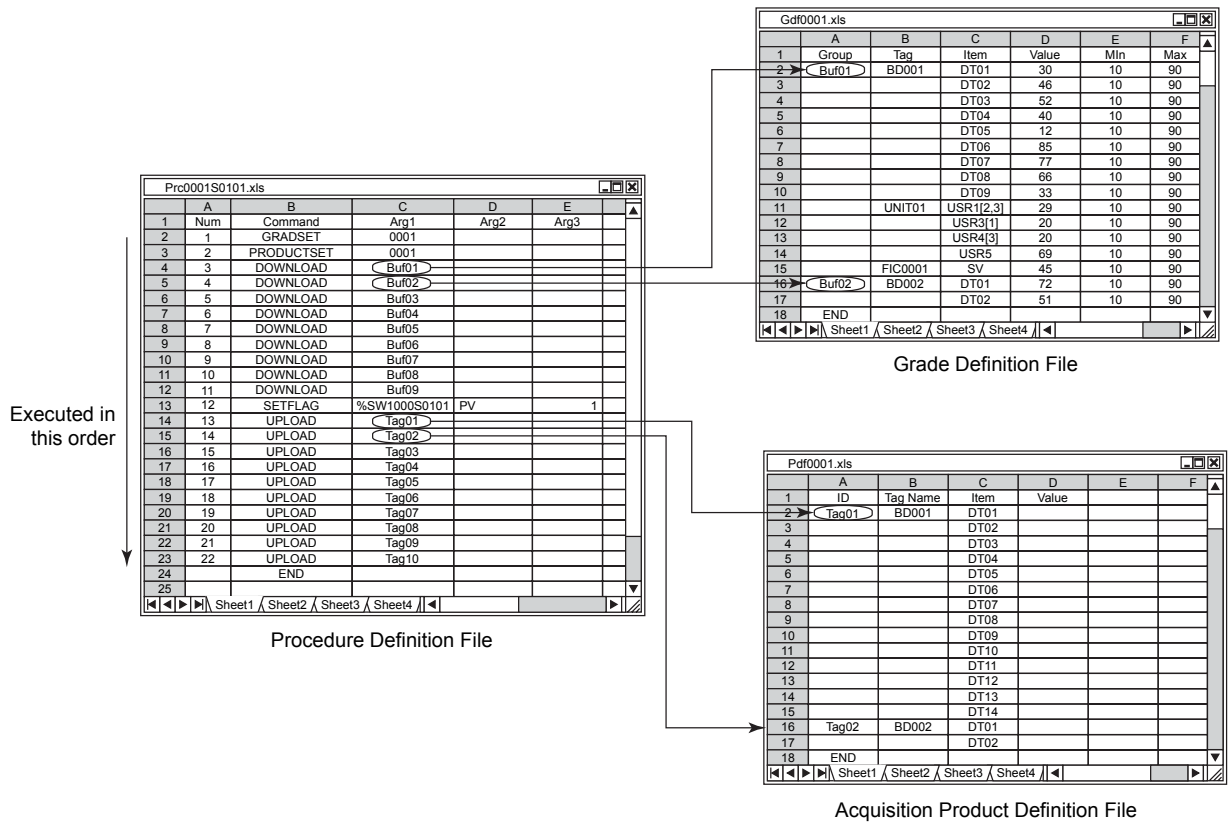 Gdf0001.xls
A B C D E F
1 Group Tag Item Value MIn Max
2 Buf01 BD001 DT01 30 10 90
3 DT02 46 10 90
4 DT03 52 10 90
5 DT04 40 10 90
6 DT05 12 10 90
7 DT06 85 10 90
8 DT07 77 10 90
9 DT08 66 10 90
10 DT09 33 10 90
11 UNIT01 USR1[2,3] 29 10 90
12 USR3[1] 20 10 90
13 USR4[3] 20 10 90
14 USR5 69 10 90
15 FIC0001 SV 45 10 90
16 Buf02 BD002 DT01 72 10 90
17 DT02 51 10 90
18 END
Sheet1 Sheet2 Sheet3 Sheet4
Grade Definition File
Prc0001S0101.xls
A B C D E
1 Num Command Arg1 Arg2 Arg3
2 1 GRADSET 0001
3 2 PRODUCTSET 0001
4 3 DOWNLOAD Buf01
5 4 DOWNLOAD Buf02
6 5 DOWNLOAD Buf03
7 6 DOWNLOAD Buf04
8 7 DOWNLOAD Buf05
9 8 DOWNLOAD Buf06
10 9 DOWNLOAD Buf07
11 10 DOWNLOAD Buf08
12 11 DOWNLOAD Buf09
13 12 SETFLAG %SW1000S0101 PV 1
14 13 UPLOAD Tag01
15 14 UPLOAD Tag02
16 15 UPLOAD Tag03
17 16 UPLOAD Tag04
18 17 UPLOAD Tag05
19 18 UPLOAD Tag06
20 19 UPLOAD Tag07
21 20 UPLOAD Tag08
22 21 UPLOAD Tag09
23 22 UPLOAD Tag10
24 END
25
Sheet1 Sheet2 Sheet3 Sheet4
Executed in
this order
Procedure Definition File
Pdf0001.xls
A B C D E F
1 ID Tag Name Item Value
2 Tag01 BD001 DT01
3 DT02
4 DT03
5 DT04
6 DT05
7 DT06
8 DT07
9 DT08
10 DT09
11 DT10
12 DT11
13 DT12
14 DT13
15 DT14
16 Tag02 BD002 DT01
17 DT02
18 END
Sheet1 Sheet2 Sheet3 Sheet4
Acquisition Product Definition File